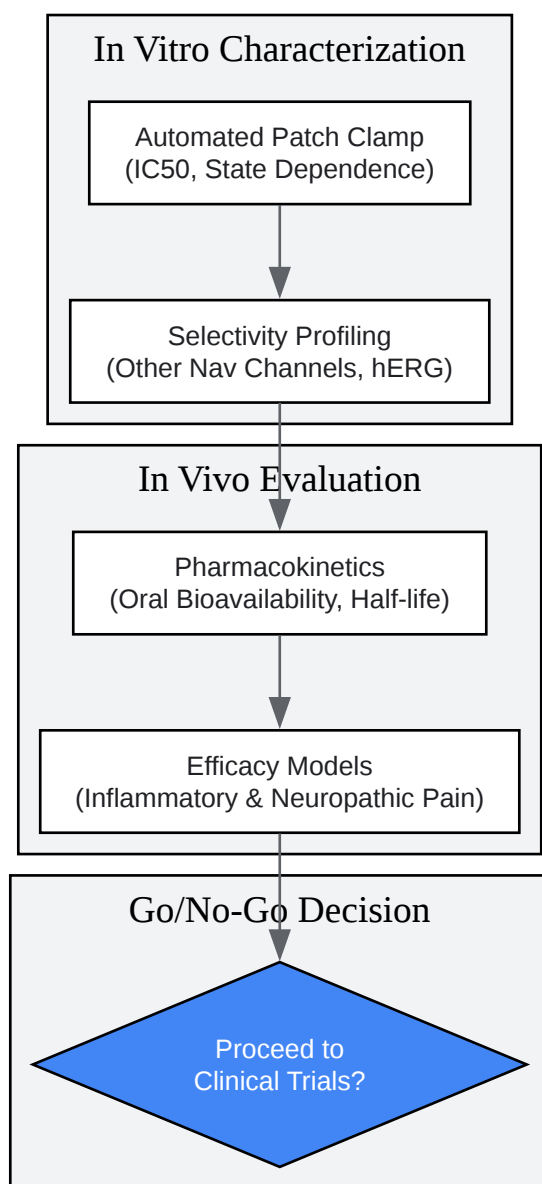 In Vitro Characterization
Automated Patch Clamp
(IC50, State Dependence)
Selectivity Profiling
(Other Nav Channels, hERG)
In Vivo Evaluation
Pharmacokinetics
(Oral Bioavailability, Half-life)
Efficacy Models
(Inflammatory & Neuropathic Pain)
Go/No-Go Decision
Proceed to
Clinical Trials?